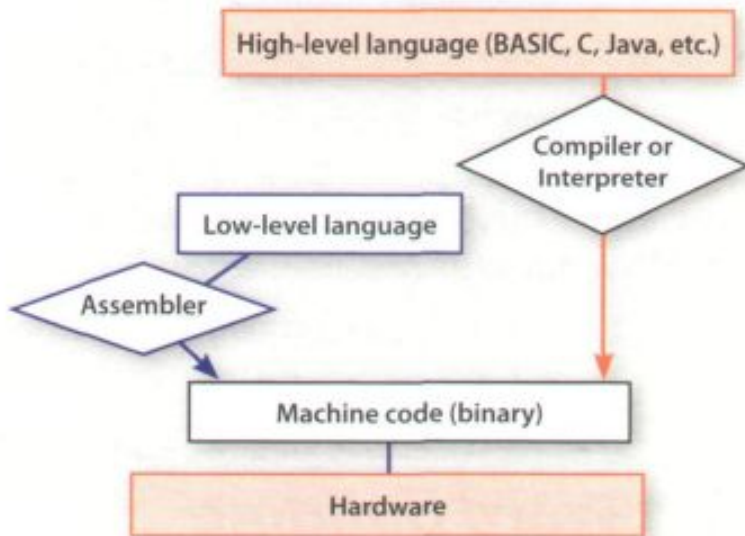 High-level language (BASIC, C, Java, etc.)
Compiler or
Interpreter
Low-level language
Assembler
Machine code (binary)
Hardware